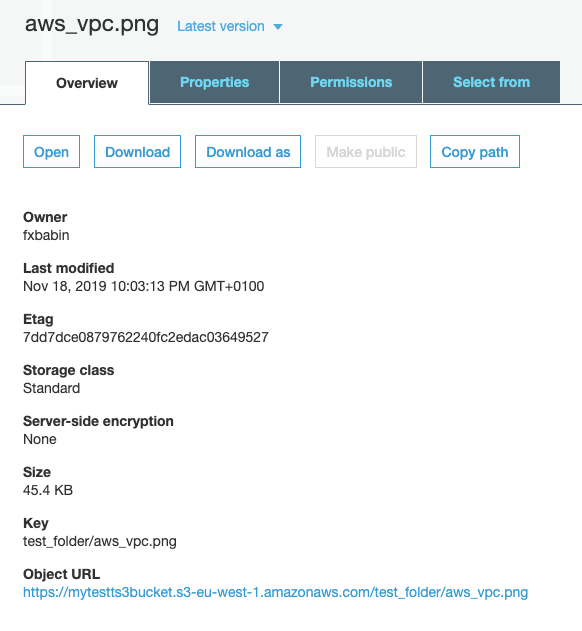 aws_vpc.png Latest version
Overview Properties Permissions Select from
Open Download Download as Make public Copy path
Owner
fxbabin
Last modified
Nov 18, 2019 10:03:13 PM GMT+0100
Etag
7dd7dce0879762240fc2edac03649527
Storage class
Standard
Server-side encryption
None
Size
45.4 KB
Key
test_folder/aws_vpc.png
Object URL
https://mytestts3bucket.s3-eu-west-1.amazonaws.com/test_folder/aws_vpc.png